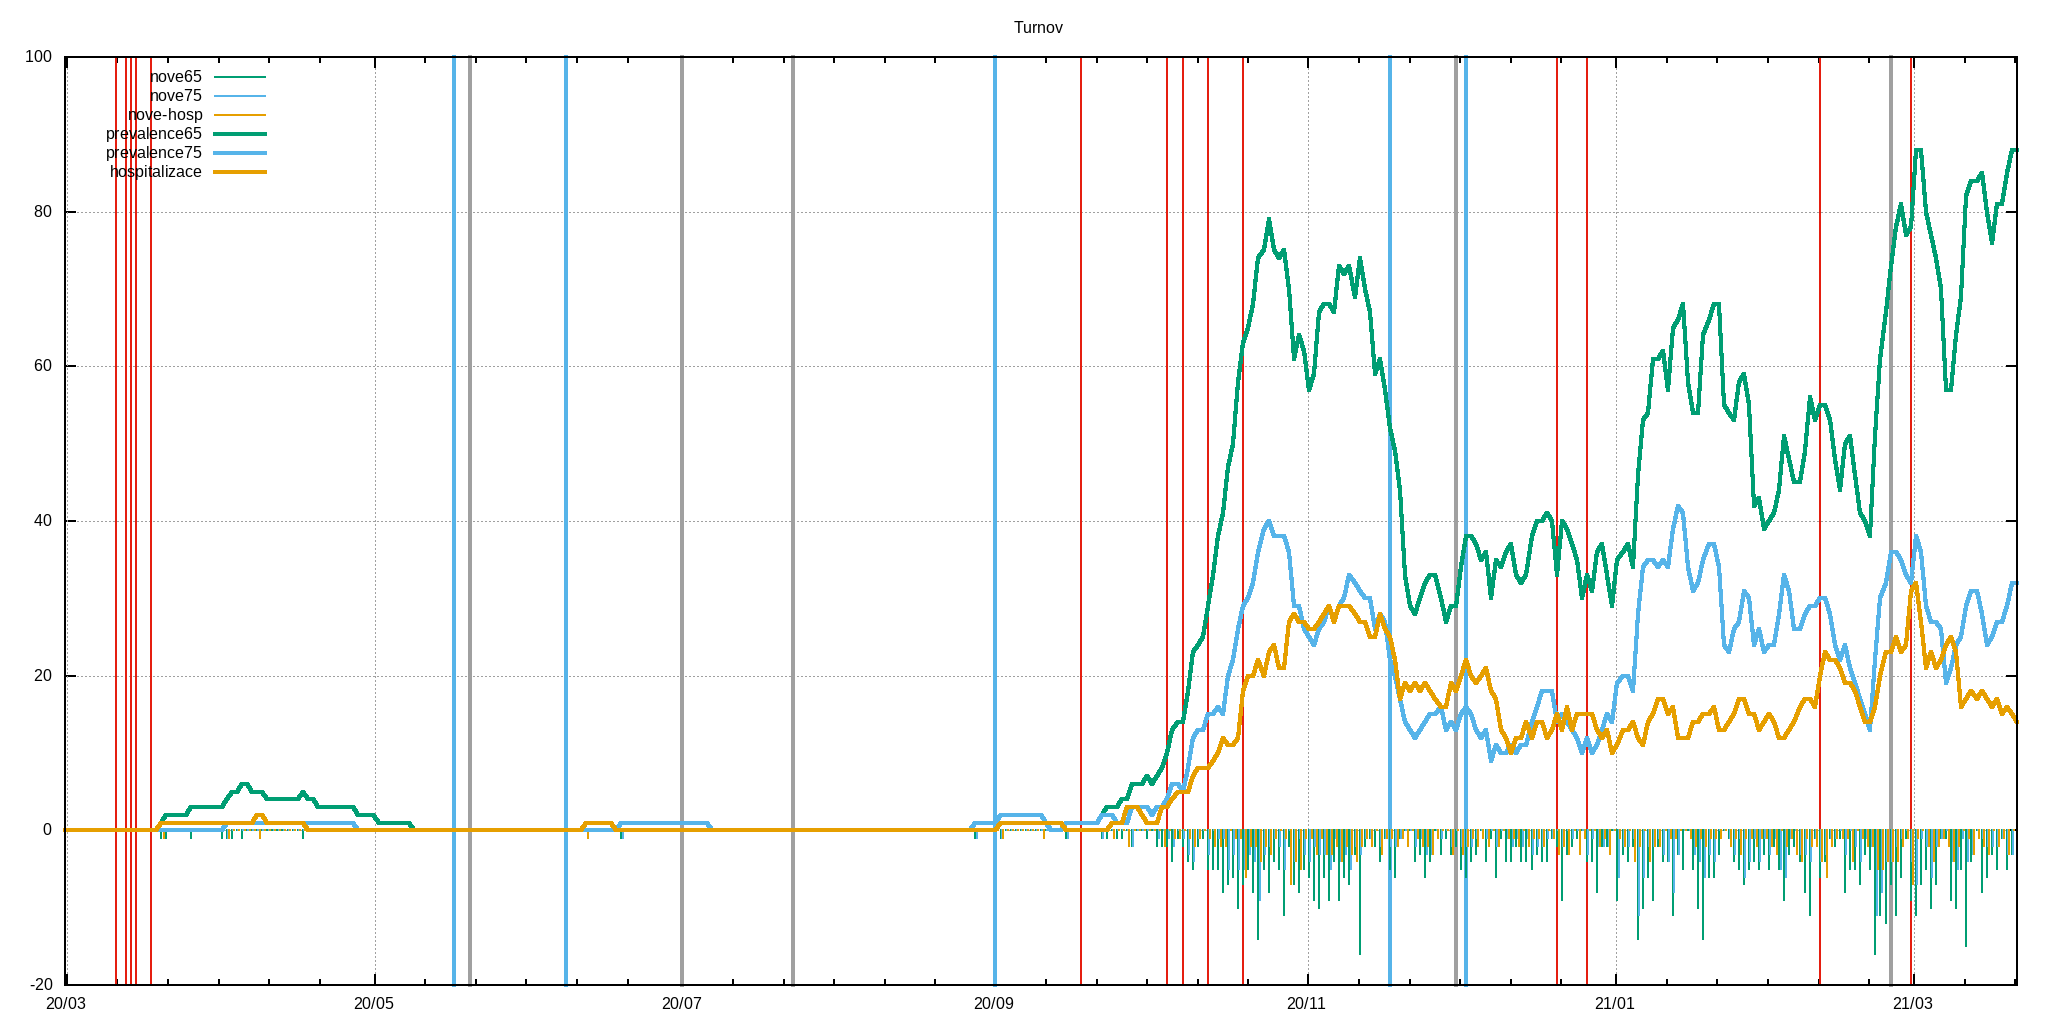 Turnov
100
80
60
40
20
0
-20
nove65
nove75
nove-hosp
prevalence65
prevalence75
hospitalizace
20/03 20/05 20/07 20/09 20/11 21/01 21/03